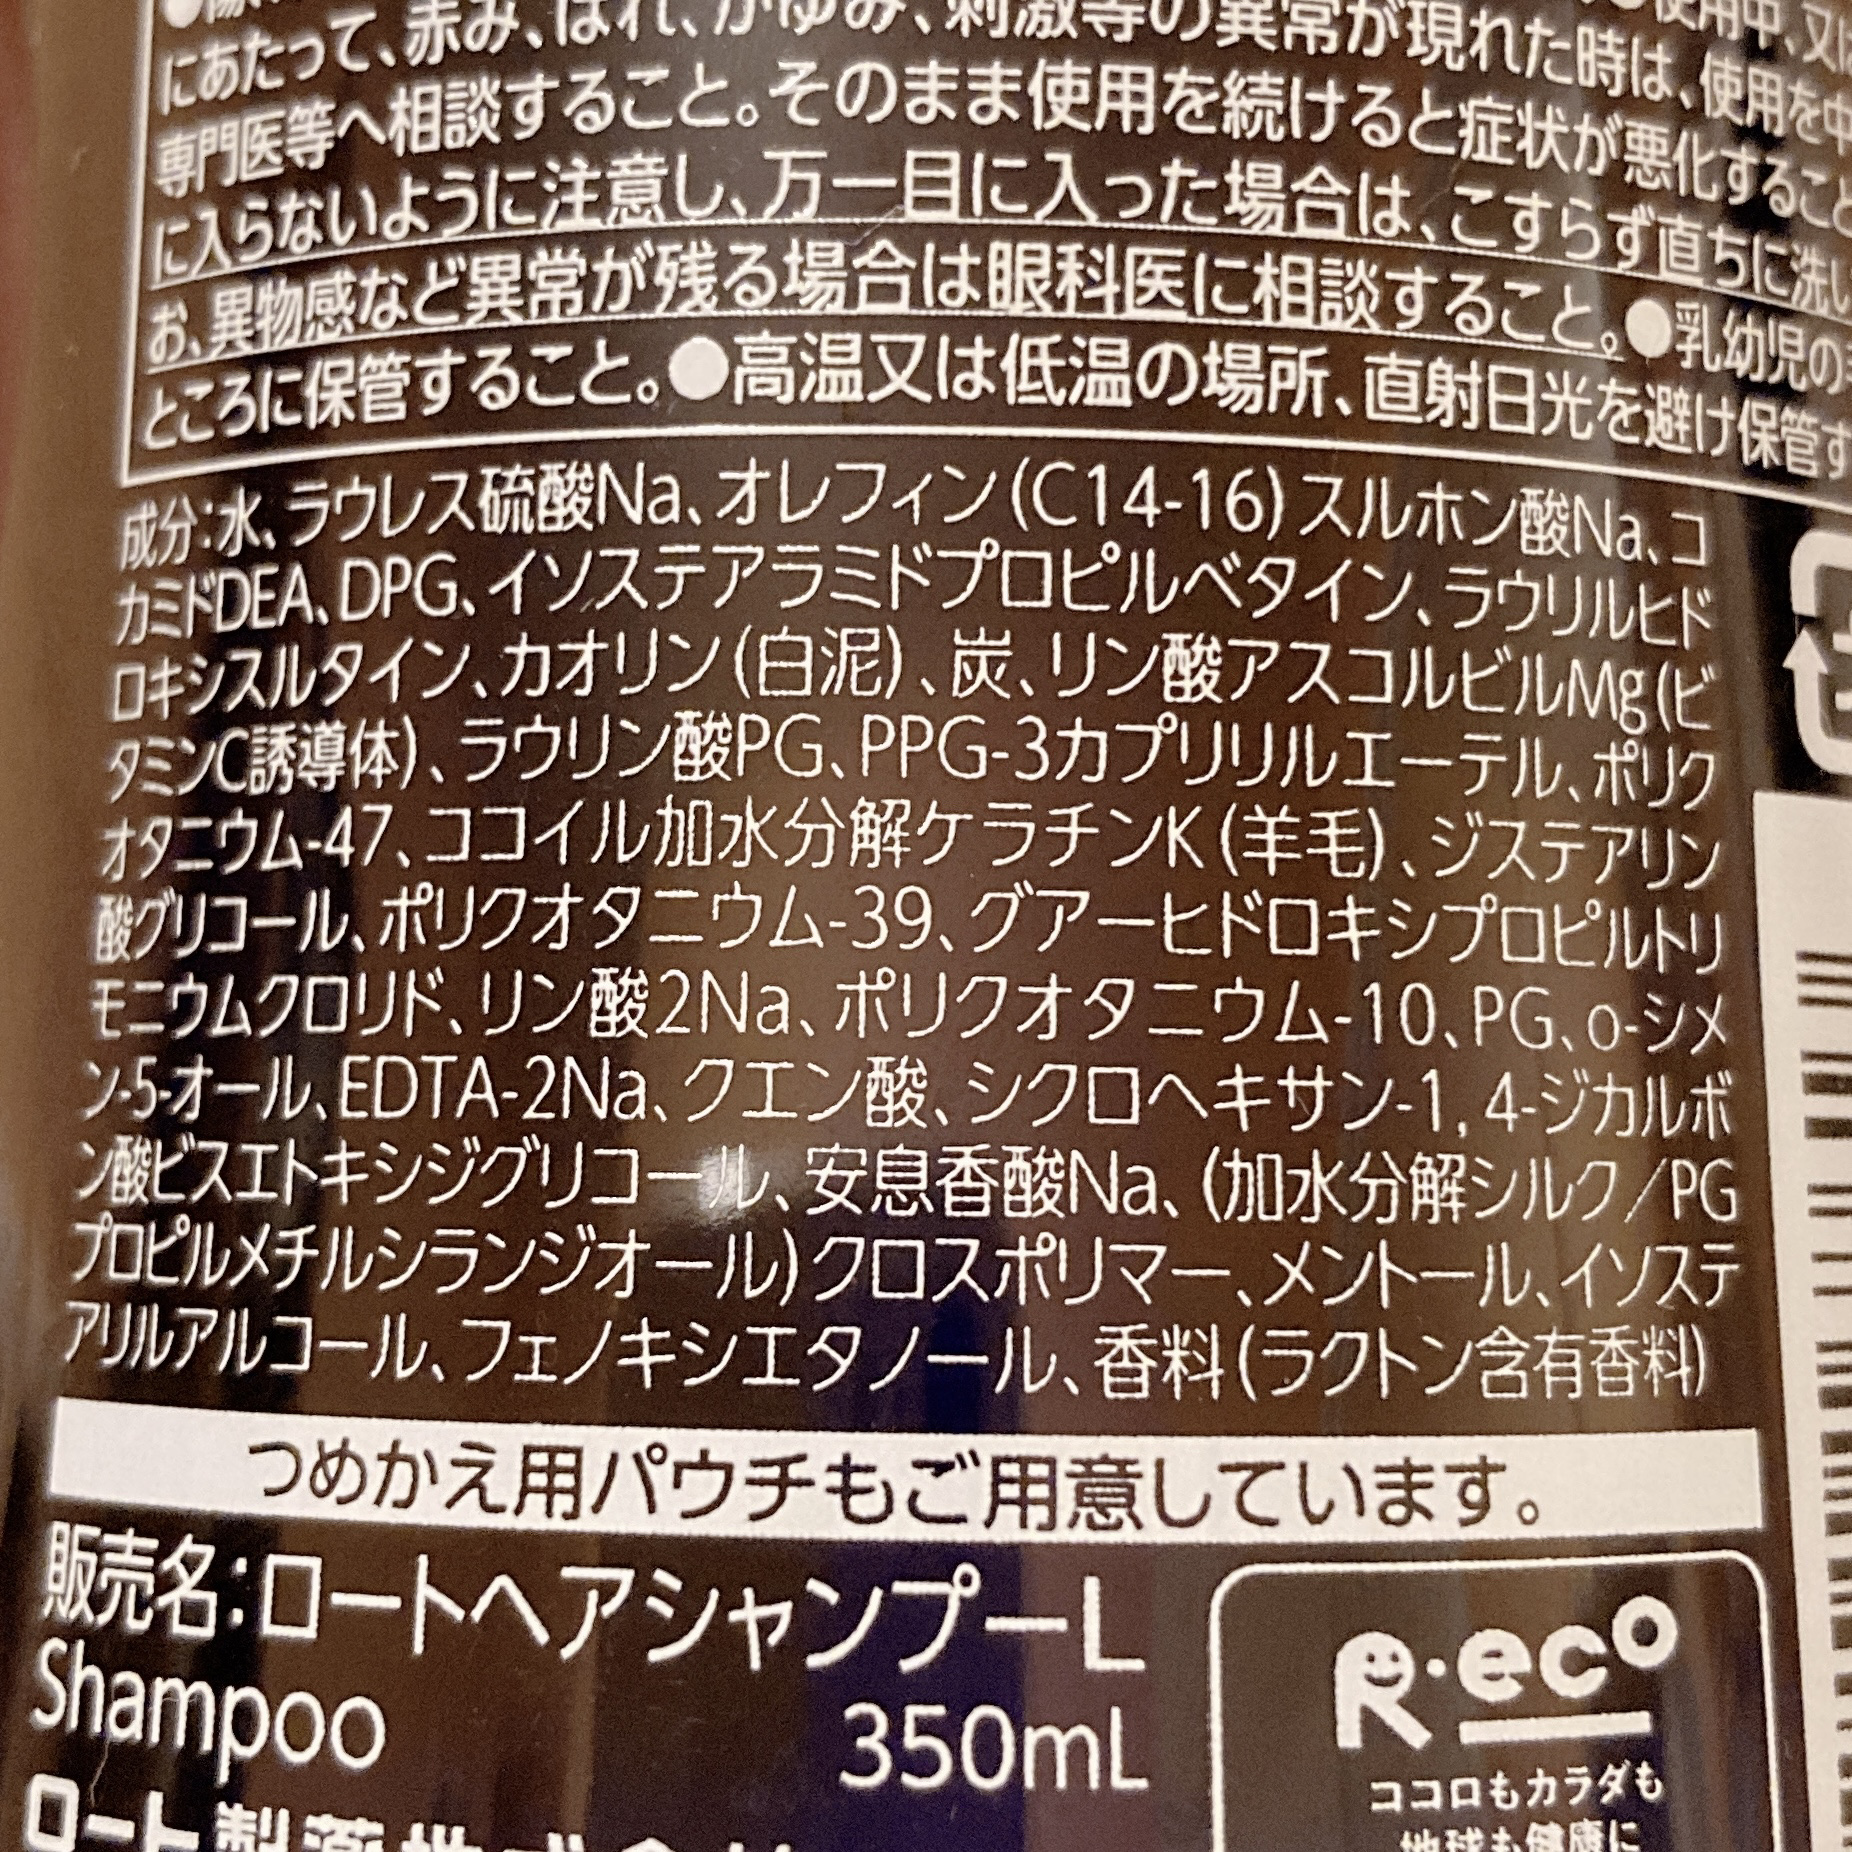 にあたって、赤み、はれ、かゆみ、刺激等の異常が現れた時は、使用を中
専門医等へ相談すること。そのまま使用を続けると症状が悪化すること
に入らないように注意し、万一目に入った場合は、こすらず直ちに洗い
お、異物感など異常が残る場合は眼科医に相談すること。●乳幼児の
ところに保管すること。●高温又は低温の場所、直射日光を避け保管す
成分:水、ラウレス硫酸Na、オレフィン(C14-16)スルホン酸Na、コ
カミドDEA、DPG、イソステアラミドプロピルベタイン、ラウリルヒド
ロキシスルタイン、カオリン(白泥)、炭、リン酸アスコルビルMg(ビ
タミンC誘導体)、ラウリン酸PG、PPG-3カプリリルエーテル、ポリク
オタニウム-47、ココイル加水分解ケラチンK(羊毛)、ジステアリン
酸グリコール、ポリクオタニウム-39、グアーヒドロキシプロピルトリ
モニウムクロリド、リン酸2Na、ポリクオタニウム-10、PG、o-シメ
ン-5-オール、EDTA-2Na、クエン酸、シクロヘキサン-1, 4-ジカルボ
ン酸ビスエトキシジグリコール、安息香酸Na、(加水分解シルク/PG
プロピルメチルシランジオール)クロスポリマー、メントール、イソステ
アリルアルコール、フェノキシエタノール、香料(ラクトン含有香料)
つめかえ用パウチもご用意しています。
販売名:ロートヘアシャンプーL
Shampoo 350mL
R・eco
ココロもカラダも
地球も健康に